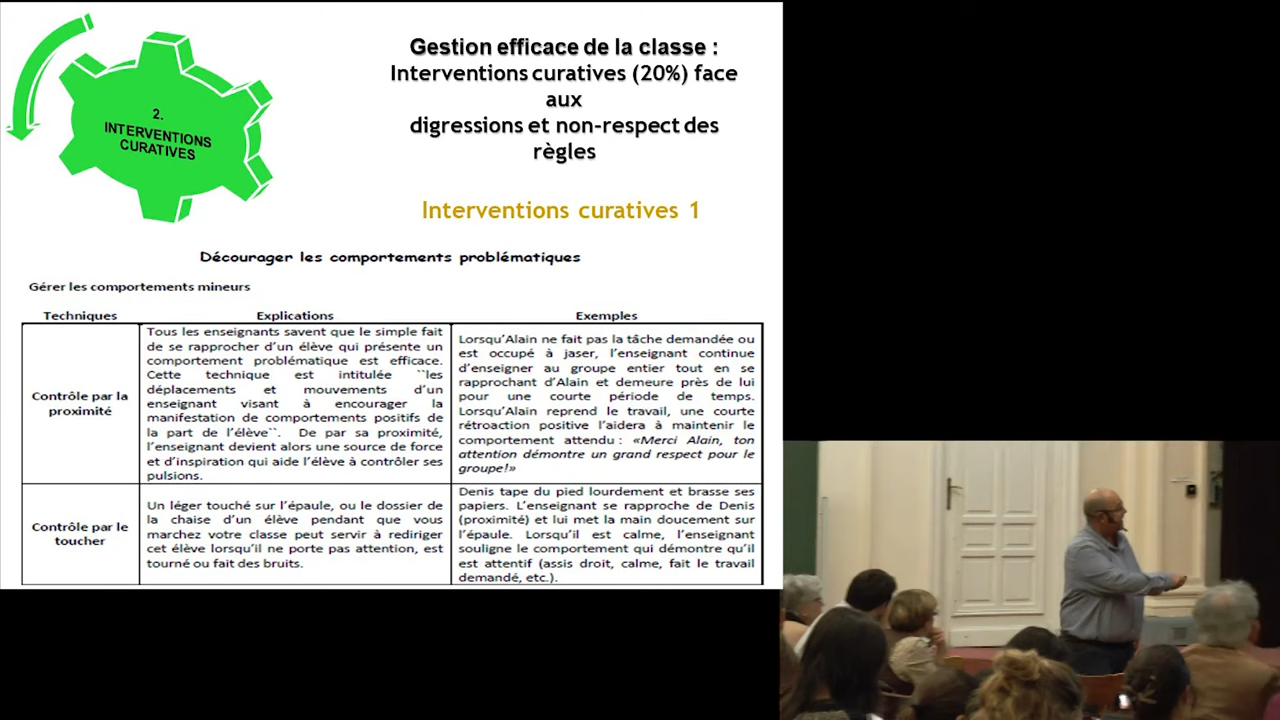 2.
INTERVENTIONS
CURATIVES
Gestion efficace de la classe :
Interventions curatives (20%) face
aux
digressions et non-respect des
règles
Interventions curatives 1
Décourager les comportements problématiques
Gérer les comportements mineurs
Techniques
Explications
Exemples
Contrôle par la
proximité
Tous les enseignants savent que le simple fait
de se rapprocher d'un élève qui présente un
comportement problématique est efficace.
Cette technique est intitulée ``les
déplacements et mouvements d'un
enseignant visant à encourager la
manifestation de comportements positifs de
la part de l'élève``. De par sa proximité,
l'enseignant devient alors une source de force
et d'inspiration qui aide l'élève à contrôler ses
pulsions.
Lorsqu'Alain ne fait pas la tâche demandée ou
est occupé à jaser, l'enseignant continue
d'enseigner au groupe entier tout en se
rapprochant d'Alain et demeure près de lui
pour une courte période de temps.
Lorsqu'Alain reprend le travail, une courte
rétroaction positive l'aidera à maintenir le
comportement attendu : «Merci Alain, ton
attention démontre un grand respect pour le
groupe!»
Contrôle par le
toucher
Un léger touché sur l'épaule, ou le dossier de
la chaise d'un élève pendant que vous
marchez votre classe peut servir à rediriger
cet élève lorsqu'il ne porte pas attention, est
tourné ou fait des bruits.
Denis tape du pied lourdement et brasse ses
papiers. L'enseignant se rapproche de Denis
(proximité) et lui met la main doucement sur
l'épaule. Lorsqu'il est calme, l'enseignant
souligne le comportement qui démontre qu'il
est attentif (assis droit, calme, fait le travail
demandé, etc.).